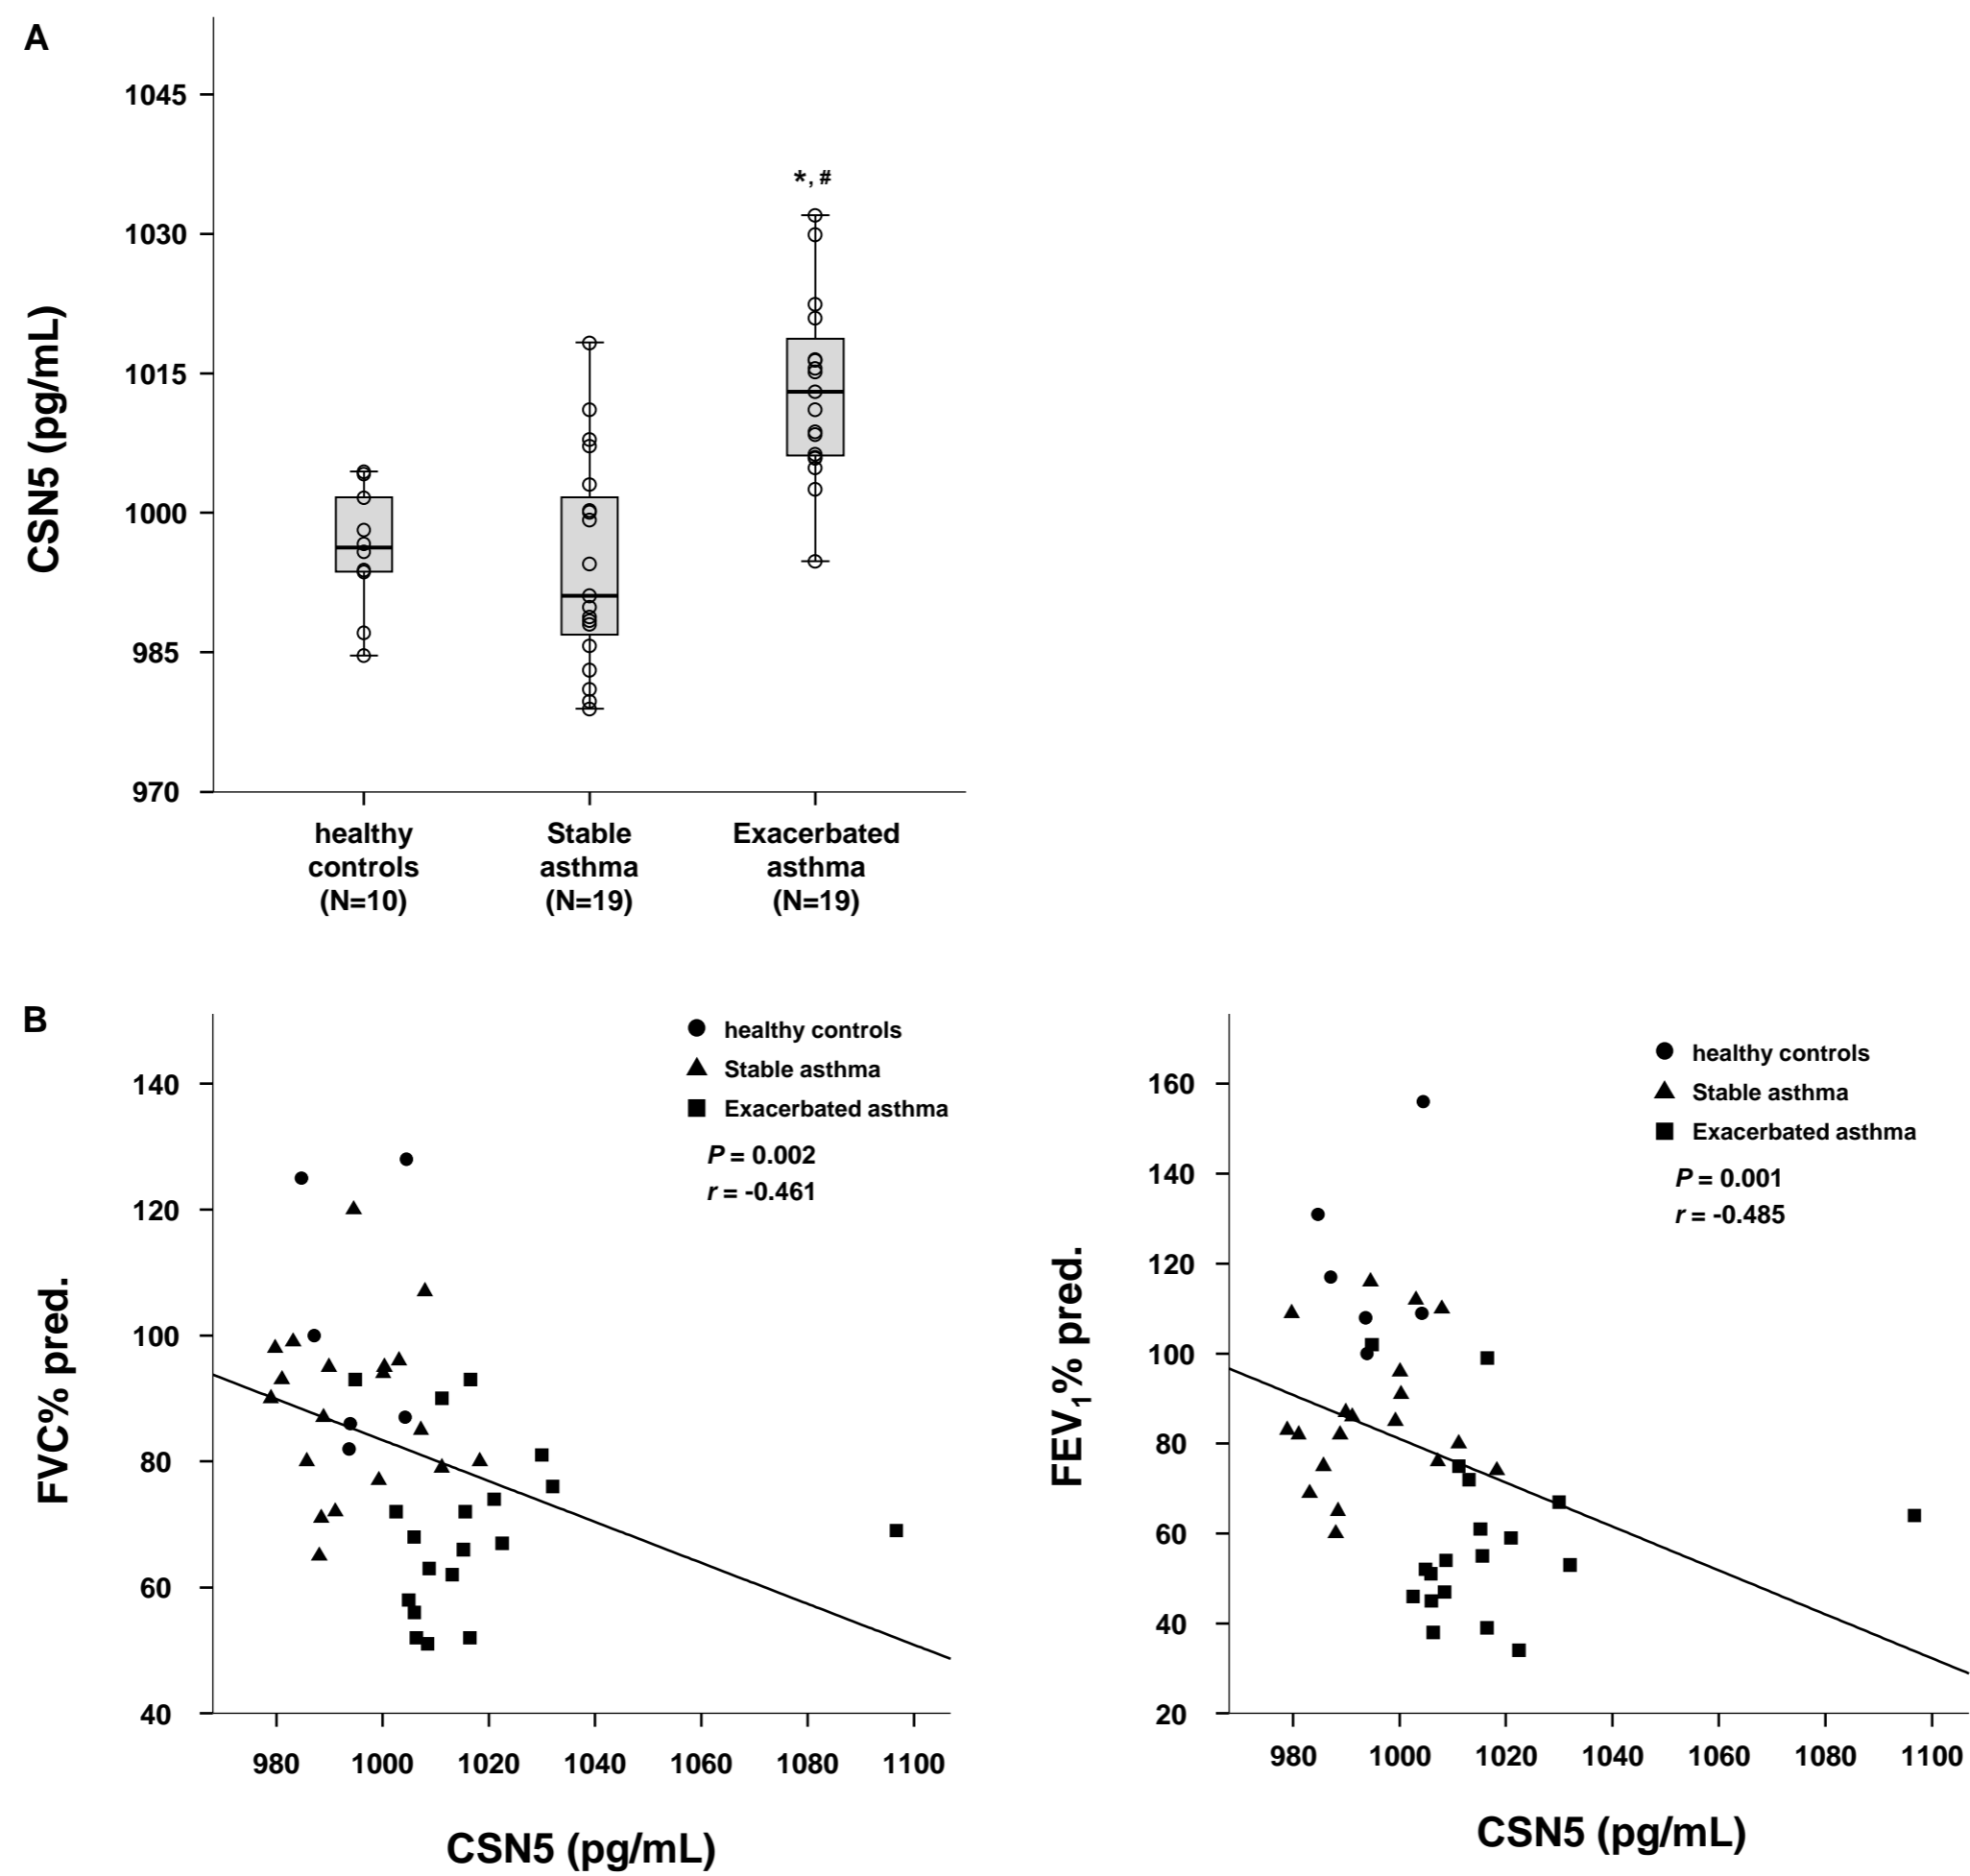 A
1045
1030
1015
1000
985
970
CSN5 (pg/mL)
*, #
healthy controls (N=10)
Stable asthma (N=19)
Exacerbated asthma (N=19)
B
140
120
100
80
60
40
FVC% pred.
healthy controls
Stable asthma
Exacerbated asthma
P = 0.002
r = -0.461
980 1000 1020 1040 1060 1080 1100
CSN5 (pg/mL)
160
140
120
100
80
60
40
20
FEV1% pred.
healthy controls
Stable asthma
Exacerbated asthma
P = 0.001
r = -0.485
980 1000 1020 1040 1060 1080 1100
CSN5 (pg/mL)